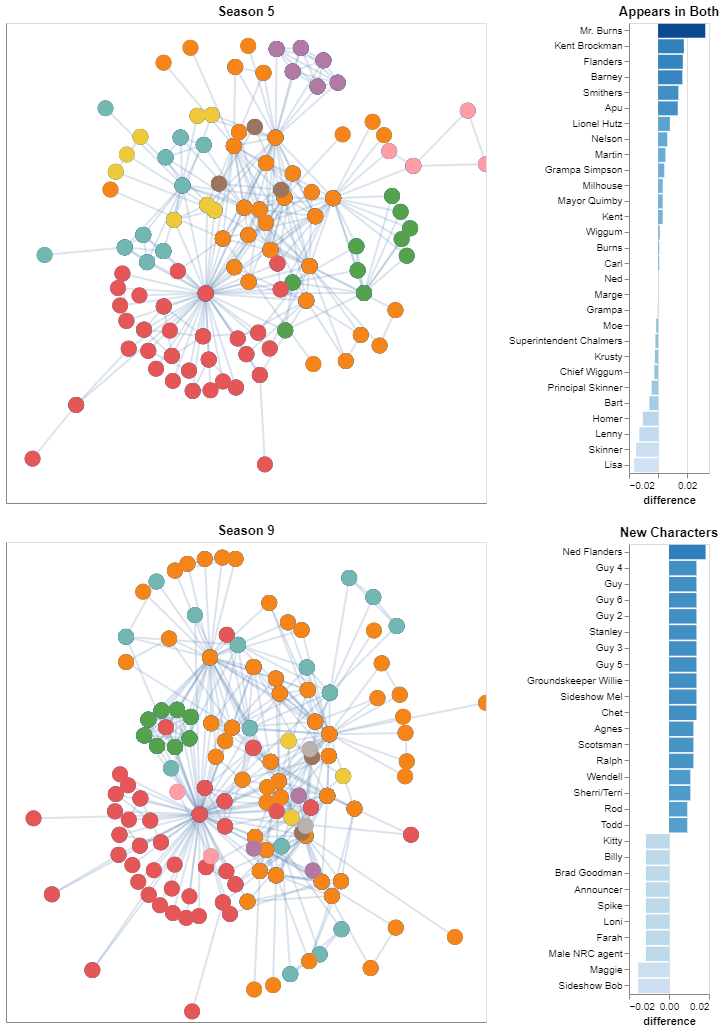 Season 5
Appears in Both
Mr. Burns
Kent Brockman
Flanders
Barney
Smithers
Apu
Lionel Hutz
Nelson
Martin
Grampa Simpson
Milhouse
Mayor Quimby
Kent
Wiggum
Burns
Carl
Ned
Marge
Grampa
Moe
Superintendent Chalmers
Krusty
Chief Wiggum
Principal Skinner
Bart
Homer
Lenny
Skinner
Lisa
−0.02 0.02
difference
Season 9
New Characters
Ned Flanders
Guy 4
Guy
Guy 6
Guy 2
Stanley
Guy 3
Guy 5
Groundskeeper Willie
Sideshow Mel
Chet
Agnes
Scotsman
Ralph
Wendell
Sherri/Terri
Rod
Todd
Kitty
Billy
Brad Goodman
Announcer
Spike
Loni
Farah
Male NRC agent
Maggie
Sideshow Bob
−0.02 0.00 0.02
difference